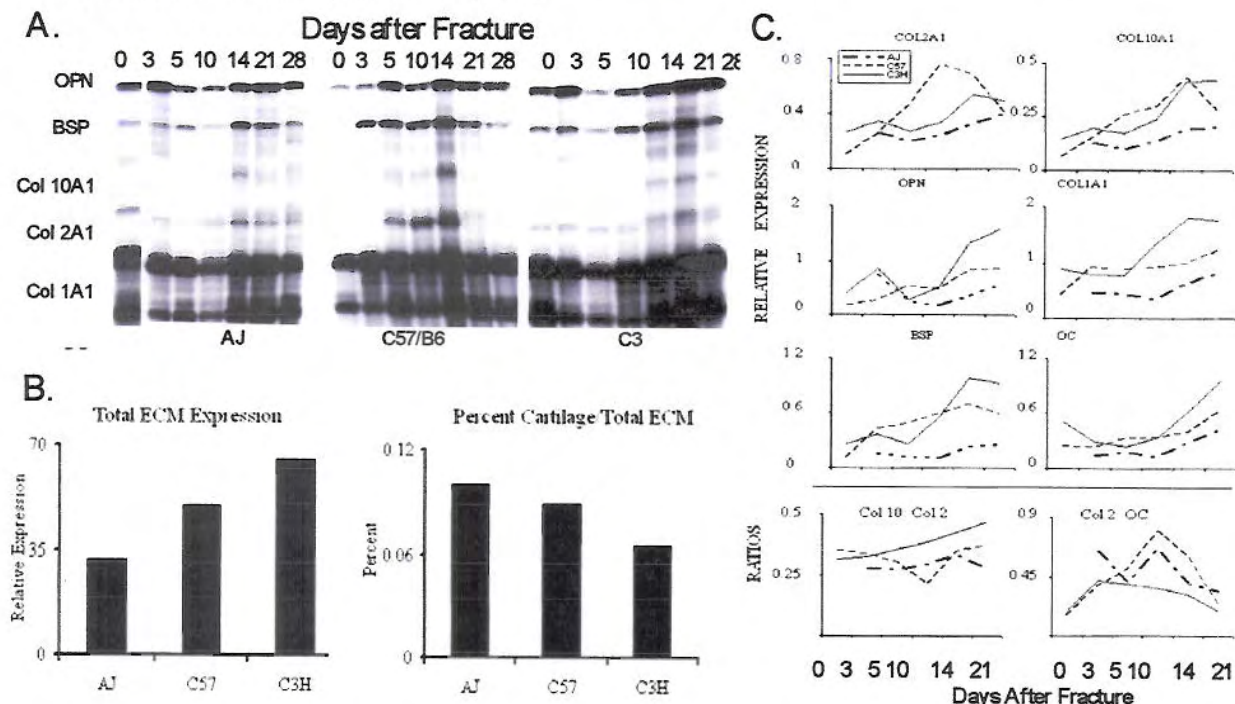 A.
Days after Fracture
0 3 5 10 14 21 28 0 3 5 10 14 21 28 0 3 5 10 14 21 28
OPN
BSP
Col 10A1
Col 2A1
Col 1A1
AJ C57/B6 C3
B.
Total ECM Expression
Relative Expression
70
35
0
AJ C57 C3H
Percent Cartilage/Total ECM
Percent
0.12
0.06
0
AJ C57 C3H
C.
RELATIVE EXPRESSION
COL2A1
AJ
C57
C3H
0.8
0.4
0
COL10A1
0.5
0.25
0
OPN
2
1
0
COL1A1
2
1
0
BSP
1.2
0.6
0
OC
1.2
0.6
0
RATIOS
Col 10 Col 2
0.5
0.25
Col 2 OC
0.9
0.45
0 3 5 10 14 21 0 3 5 10 14 21
Days After Fracture